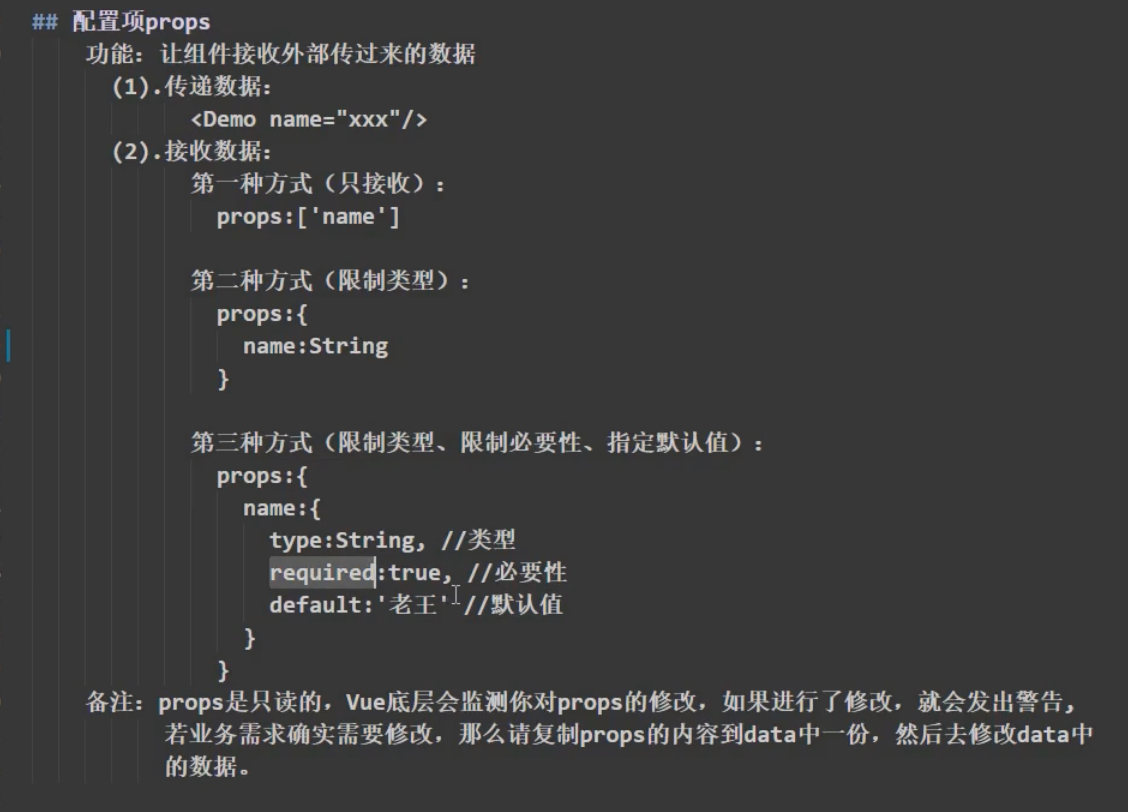 ## 配置项props
功能：让组件接收外部传过来的数据
(1).传递数据:
<Demo name="xxx"/>
(2).接收数据:
第一种方式（只接收）:
props:['name']
第二种方式（限制类型）:
props:{
name:String
}
第三种方式（限制类型、限制必要性、指定默认值）:
props:{
name:{
type:String, //类型
required:true, //必要性
default:'老王' //默认值
}
}
备注：props是只读的，Vue底层会监测你对props的修改，如果进行了修改，就会发出警告,
若业务需求确实需要修改，那么请复制props的内容到data中一份，然后去修改data中
的数据。